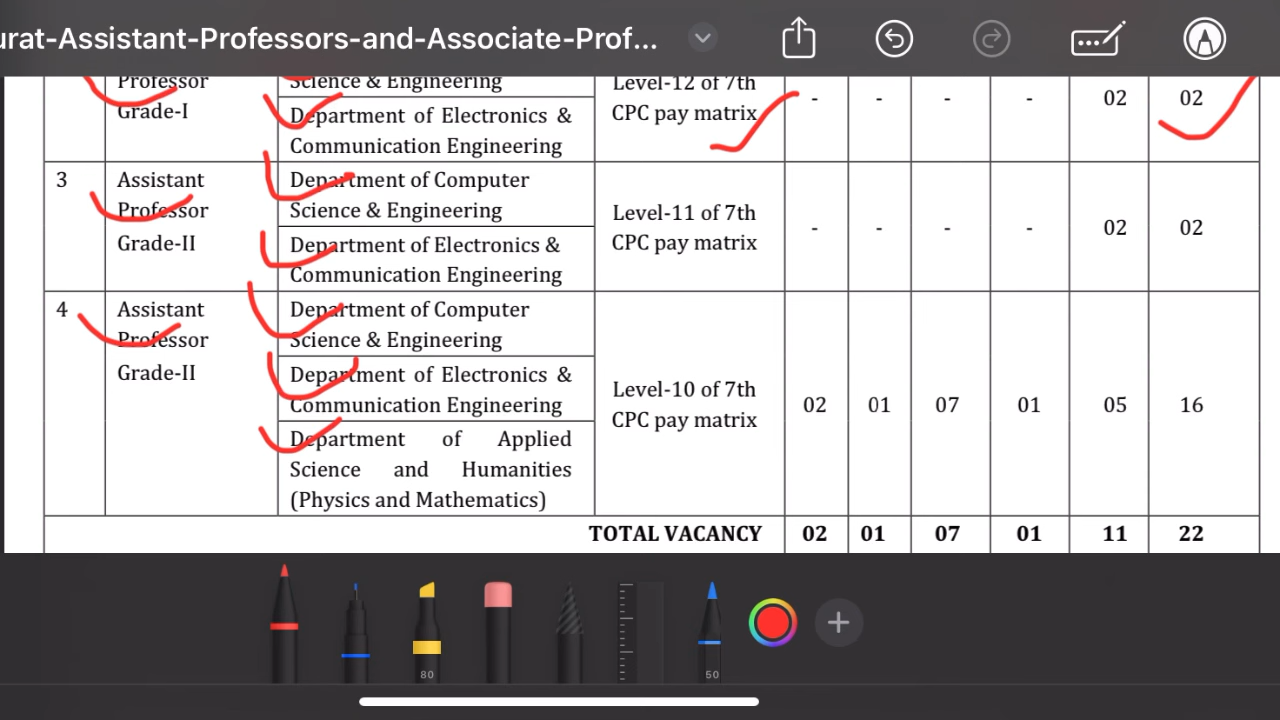 urat-Assistant-Professors-and-Associate-Prof...
Professor
Grade-I
Science & Engineering
Department of Electronics &
Communication Engineering
Level-12 of 7th
CPC pay matrix
- - - - 02 02
3
Assistant
Professor
Grade-II
Department of Computer
Science & Engineering
Department of Electronics &
Communication Engineering
Level-11 of 7th
CPC pay matrix
- - - - 02 02
4
Assistant
Professor
Grade-II
Department of Computer
Science & Engineering
Department of Electronics &
Communication Engineering
Department of Applied
Science and Humanities
(Physics and Mathematics)
Level-10 of 7th
CPC pay matrix
02 01 07 01 05 16
TOTAL VACANCY 02 01 07 01 11 22
80
50